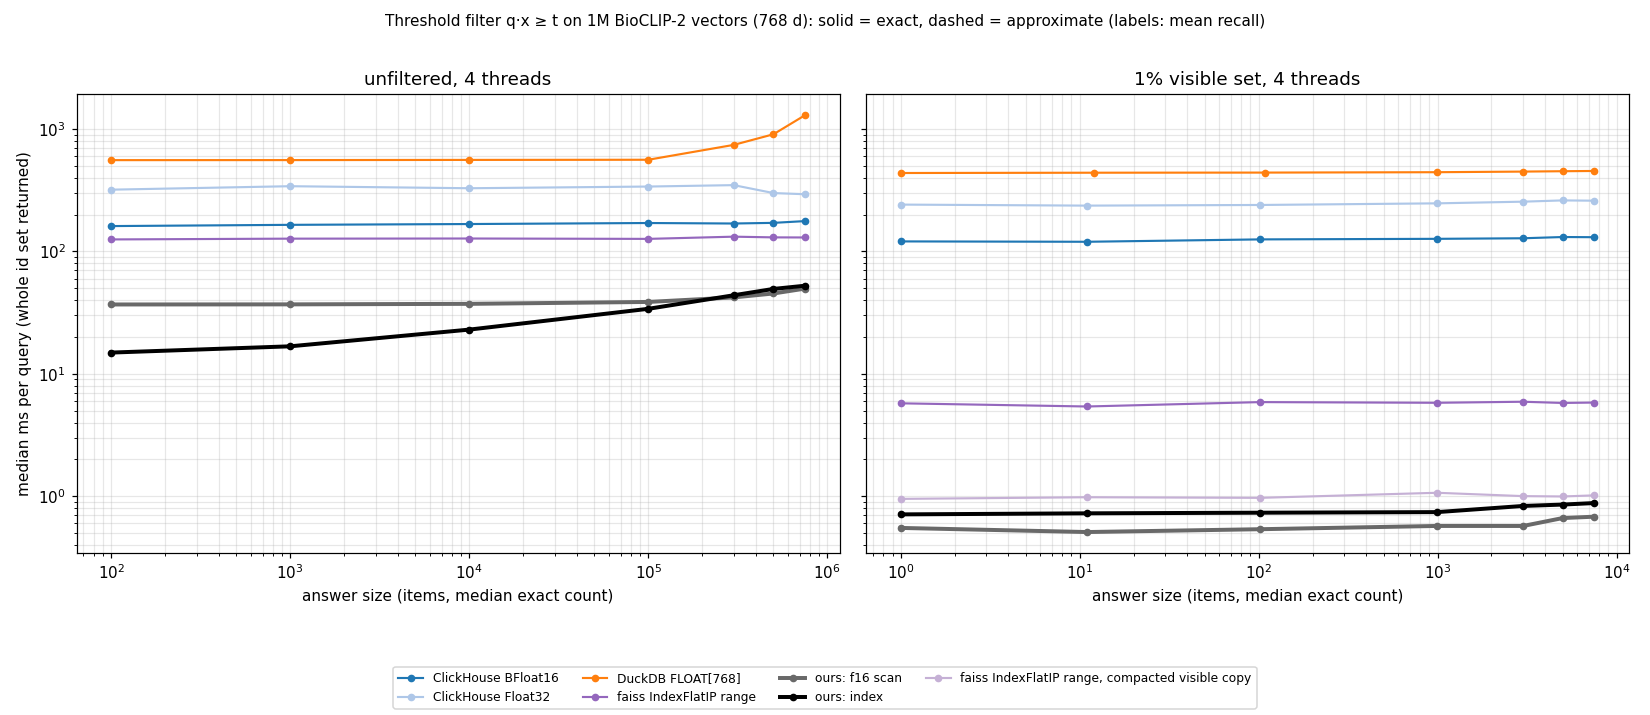 Threshold filter q·x ≥ t on 1M BioCLIP-2 vectors (768 d): solid = exact, dashed = approximate (labels: mean recall)
unfiltered, 4 threads
median ms per query (whole id set returned)
10³
10²
10¹
10⁰
10²
10³
10⁴
10⁵
10⁶
answer size (items, median exact count)
1% visible set, 4 threads
10⁰
10¹
10²
10³
10⁴
answer size (items, median exact count)
ClickHouse BFloat16
ClickHouse Float32
DuckDB FLOAT[768]
faiss IndexFlatIP range
ours: f16 scan
ours: index
faiss IndexFlatIP range, compacted visible copy